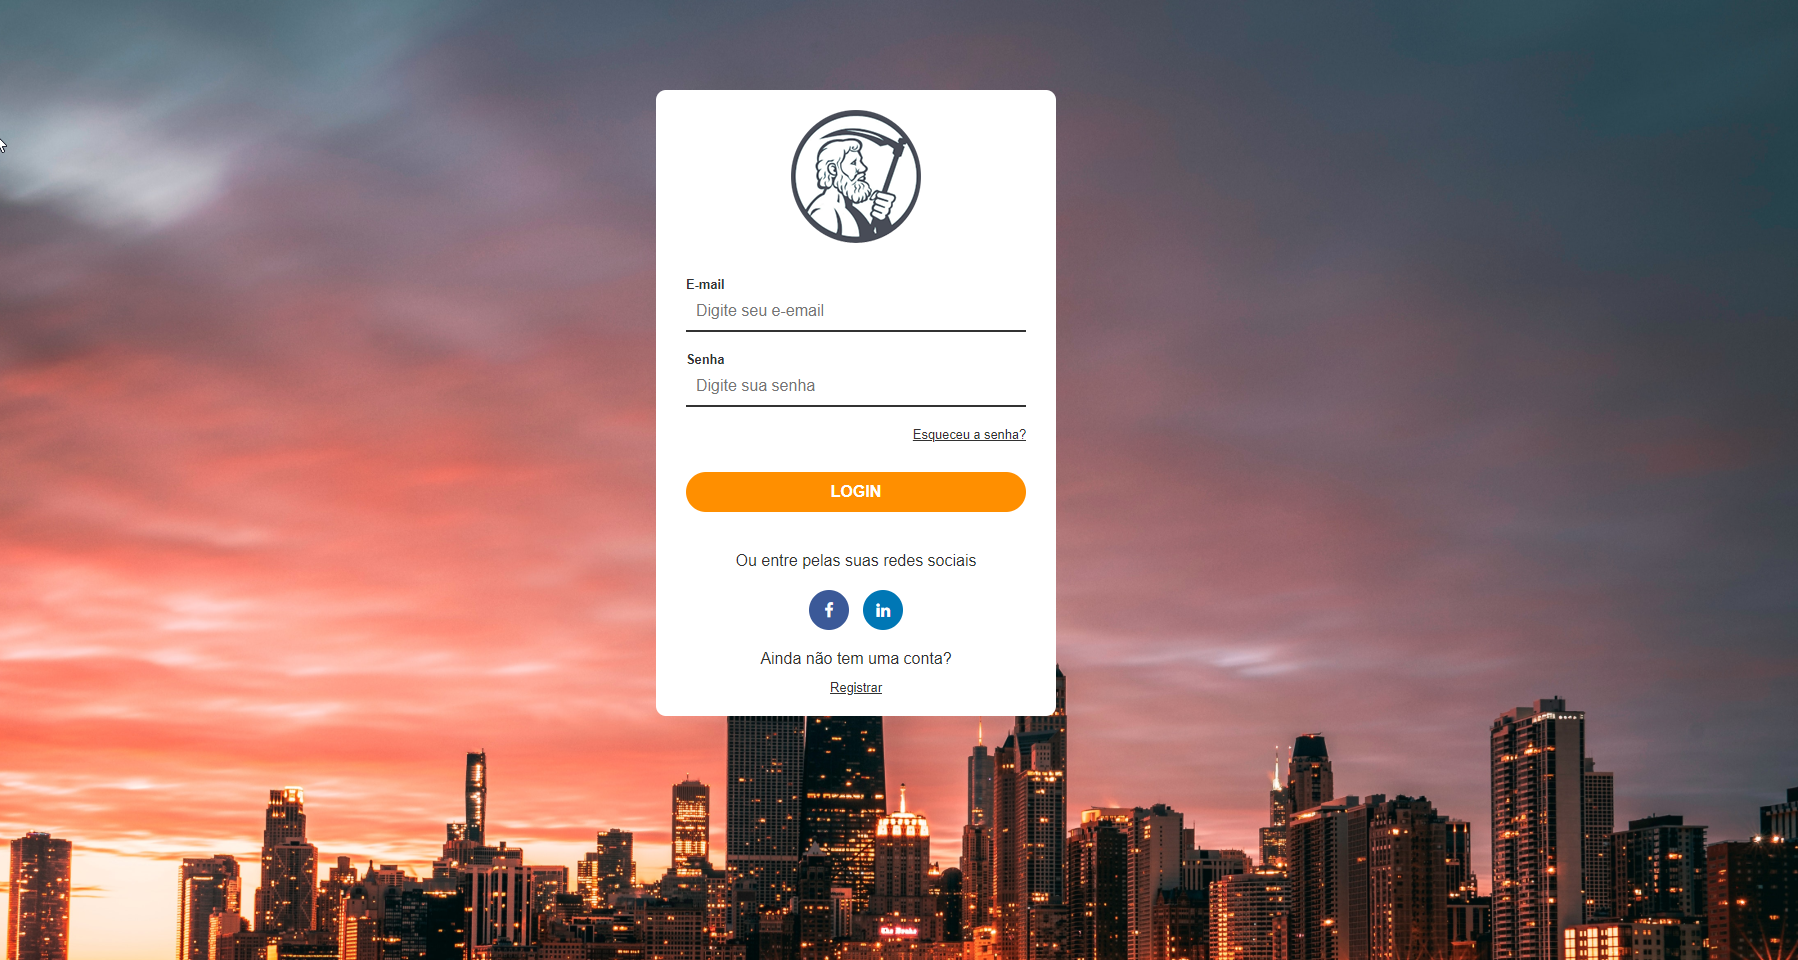 E-mail
Digite seu e-email
Senha
Digite sua senha
Esqueceu a senha?
LOGIN
Ou entre pelas suas redes sociais
f
in
Ainda não tem uma conta?
Registrar